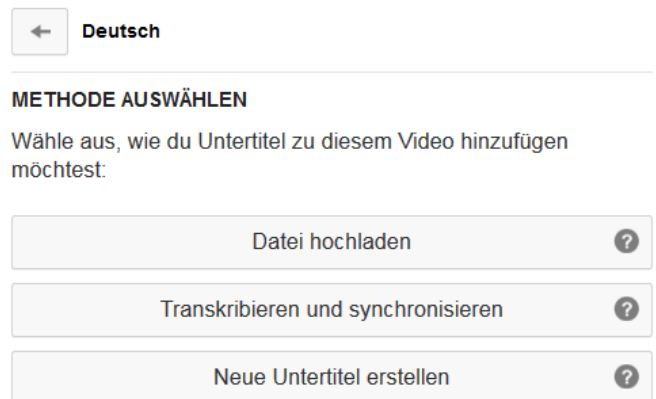 Deutsch
METHODE AUSWÄHLEN
Wähle aus, wie du Untertitel zu diesem Video hinzufügen
möchtest:
Datei hochladen ?
Transkribieren und synchronisieren ?
Neue Untertitel erstellen ?